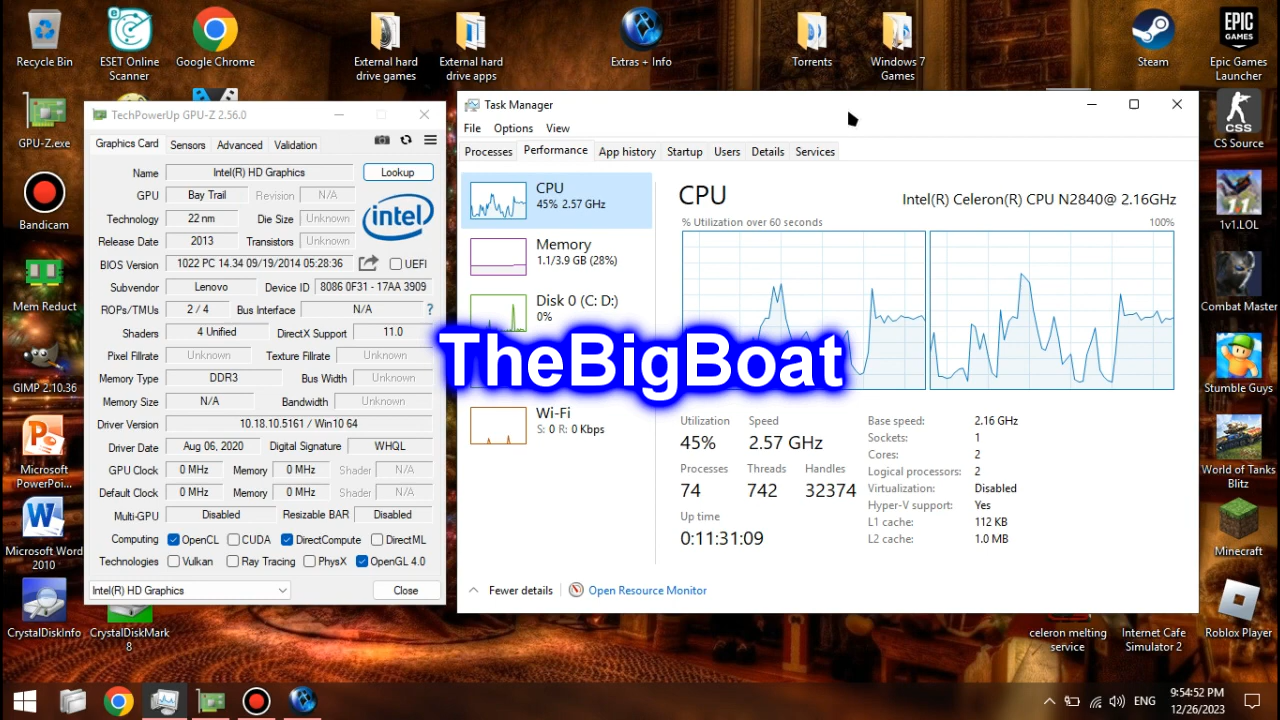 Recycle Bin
ESET Online
Scanner
Google Chrome
External hard
drive games
External hard
drive apps
Extras + Info
Torrents
Windows 7
Games
Steam
EPIC
GAMES
Epic Games
Launcher
GPU-Z.exe
Bandicam
Mem Reduct
GIMP 2.10.36
Microsoft
PowerPoi...
Microsoft Word
2010
CrystalDiskInfo
CrystalDiskMark
8
TechPowerUp GPU-Z 2.56.0
Graphics Card Sensors Advanced Validation
Name Intel(R) HD Graphics Lookup
GPU Bay Trail Revision N/A
intel
Technology 22 nm Die Size Unknown
Release Date 2013 Transistors Unknown
BIOS Version 1022 PC 14.34 09/19/2014 05:28:36 UEFI
Subvendor Lenovo Device ID 8086 0F31 - 17AA 3909
ROPs/TMUs 2 / 4 Bus Interface N/A ?
Shaders 4 Unified DirectX Support 11.0
Pixel Fillrate Unknown Texture Fillrate Unknown
Memory Type DDR3 Bus Width Unknown
Memory Size N/A Bandwidth Unknown
Driver Version 10.18.10.5161 / Win10 64
Driver Date Aug 06, 2020 Digital Signature WHQL
GPU Clock 0 MHz Memory 0 MHz Shader N/A
Default Clock 0 MHz Memory 0 MHz Shader N/A
Multi-GPU Disabled Resizable BAR Disabled
Computing OpenCL CUDA DirectCompute DirectML
Technologies Vulkan Ray Tracing PhysX OpenGL 4.0
Intel(R) HD Graphics Close
Task Manager
File Options View
Processes Performance App history Startup Users Details Services
CPU
45% 2.57 GHz
Memory
1.1/3.9 GB (28%)
Disk 0 (C: D:)
0%
Wi-Fi
S: 0 R: 0 Kbps
CPU Intel(R) Celeron(R) CPU N2840@ 2.16GHz
% Utilization over 60 seconds 100%
TheBigBoat
Utilization Speed
45% 2.57 GHz
Processes Threads Handles
74 742 32374
Up time
0:11:31:09
Base speed: 2.16 GHz
Sockets: 1
Cores: 2
Logical processors: 2
Virtualization: Disabled
Hyper-V support: Yes
L1 cache: 112 KB
L2 cache: 1.0 MB
Fewer details Open Resource Monitor
CSS
CS Source
11
1v1.LOL
Combat Master
Stumble Guys
World of Tanks
Blitz
Minecraft
celeron melting
service
Internet Cafe
Simulator 2
Roblox Player
ENG
9:54:52 PM
12/26/2023